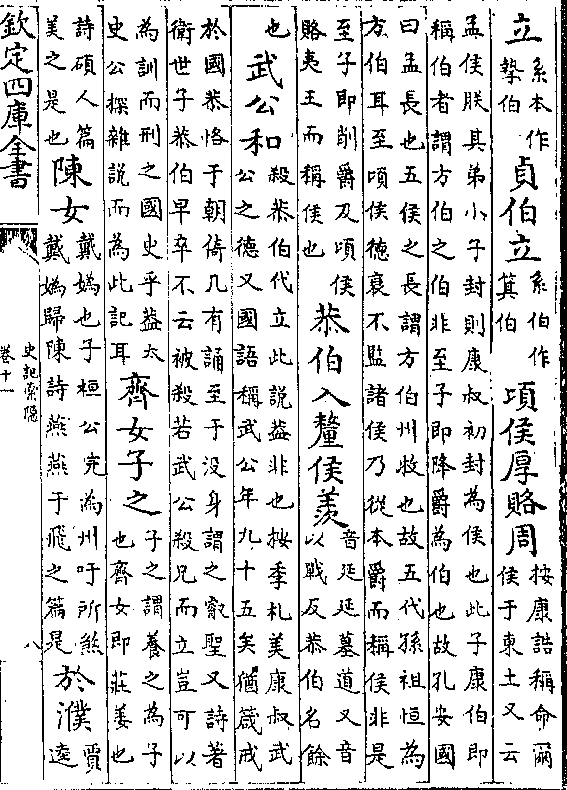 立系本作摯伯貞伯立系伯作箕伯項侯厚賂周按康誥稱命爾侯于東土又云
孟侯朕其弟小子封則康叔初封為侯也此子康伯即
稱伯者謂方伯之伯非至子即降爵為伯也故孔安國
曰孟長也五侯之長謂方伯州牧也故五代孫祖恒為
方伯耳至項侯德衰不監諸侯乃從本爵而稱侯非是
至子即削爵及項侯賂夷王而稱侯也恭伯入釐侯羨音延延墓道又音以戰反恭伯名餘
也武公和殺恭伯代立此説益非也按季札美康叔武公之德又國語稱武公年九十五矣猶箴戒
於國恭恪于朝倚几有誦至于没身謂之叡聖又詩著
衛世子恭伯早卒不云被殺若武公殺兄而立豈可以
為訓而刑之國史乎益太史公探雜説而為此記耳齊女子之子之謂養之為子也齊女即莊姜也
詩碩人篇美之是也陳女戴媯也子桓公完為州吁所煞戴媯歸陳詩燕燕于飛之篇是於濮賈逵
欽定四庫全書
史記索隱
卷十一
八